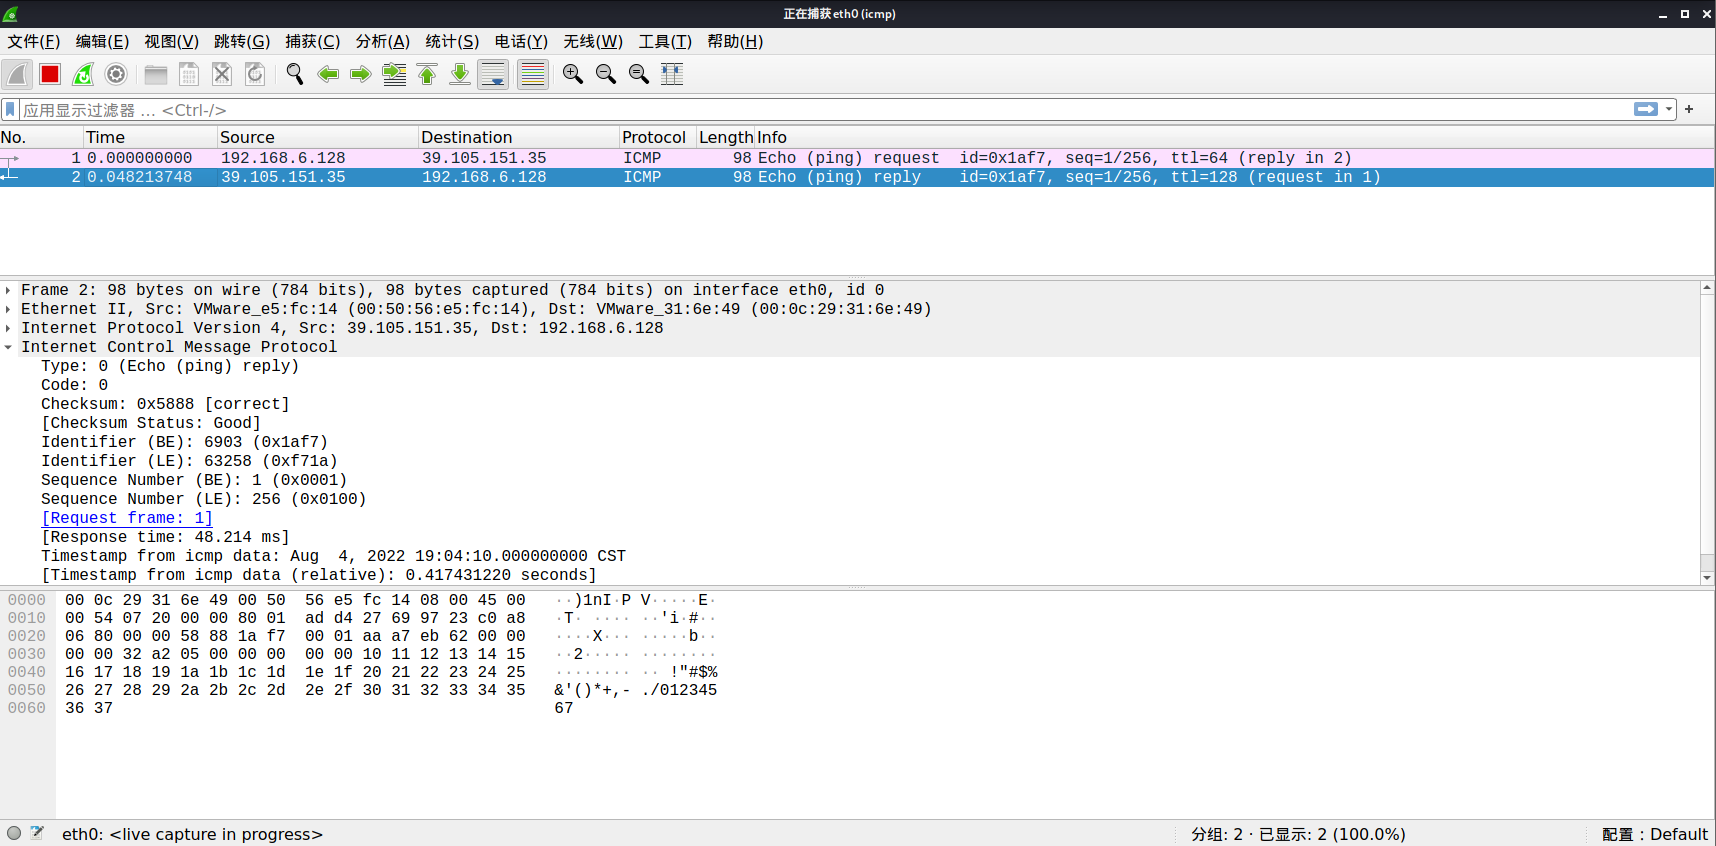 正在捕获 eth0 (icmp)
文件(F) 编辑(E) 视图(V) 跳转(G) 捕获(C) 分析(A) 统计(S) 电话(Y) 无线(W) 工具(T) 帮助(H)
应用显示过滤器 … <Ctrl-/>
No. Time Source Destination Protocol Length Info
1 0.000000000 192.168.6.128 39.105.151.35 ICMP 98 Echo (ping) request id=0x1af7, seq=1/256, ttl=64 (reply in 2)
2 0.048213748 39.105.151.35 192.168.6.128 ICMP 98 Echo (ping) reply id=0x1af7, seq=1/256, ttl=128 (request in 1)
Frame 2: 98 bytes on wire (784 bits), 98 bytes captured (784 bits) on interface eth0, id 0
Ethernet II, Src: VMware_e5:fc:14 (00:50:56:e5:fc:14), Dst: VMware_31:6e:49 (00:0c:29:31:6e:49)
Internet Protocol Version 4, Src: 39.105.151.35, Dst: 192.168.6.128
Internet Control Message Protocol
Type: 0 (Echo (ping) reply)
Code: 0
Checksum: 0x5888 [correct]
[Checksum Status: Good]
Identifier (BE): 6903 (0x1af7)
Identifier (LE): 63258 (0xf71a)
Sequence Number (BE): 1 (0x0001)
Sequence Number (LE): 256 (0x0100)
[Request frame: 1]
[Response time: 48.214 ms]
Timestamp from icmp data: Aug  4, 2022 19:04:10.000000000 CST
[Timestamp from icmp data (relative): 0.417431220 seconds]
0000 00 0c 29 31 6e 49 00 50 56 e5 fc 14 08 00 45 00 ··)1nI·P V·····E·
0010 00 54 07 20 00 00 80 01 ad d4 27 69 97 23 c0 a8 ·T· ···· ··'i·#··
0020 06 80 00 00 58 88 1a f7 00 01 aa a7 eb 62 00 00 ····X··· ·····b··
0030 00 00 32 a2 05 00 00 00 00 00 10 11 12 13 14 15 ··2····· ········
0040 16 17 18 19 1a 1b 1c 1d 1e 1f 20 21 22 23 24 25 ········ ·· !"#$%
0050 26 27 28 29 2a 2b 2c 2d 2e 2f 30 31 32 33 34 35 &'()*+,- ./012345
0060 36 37 67
eth0: <live capture in progress> 分组: 2 · 已显示: 2 (100.0%) 配置：Default